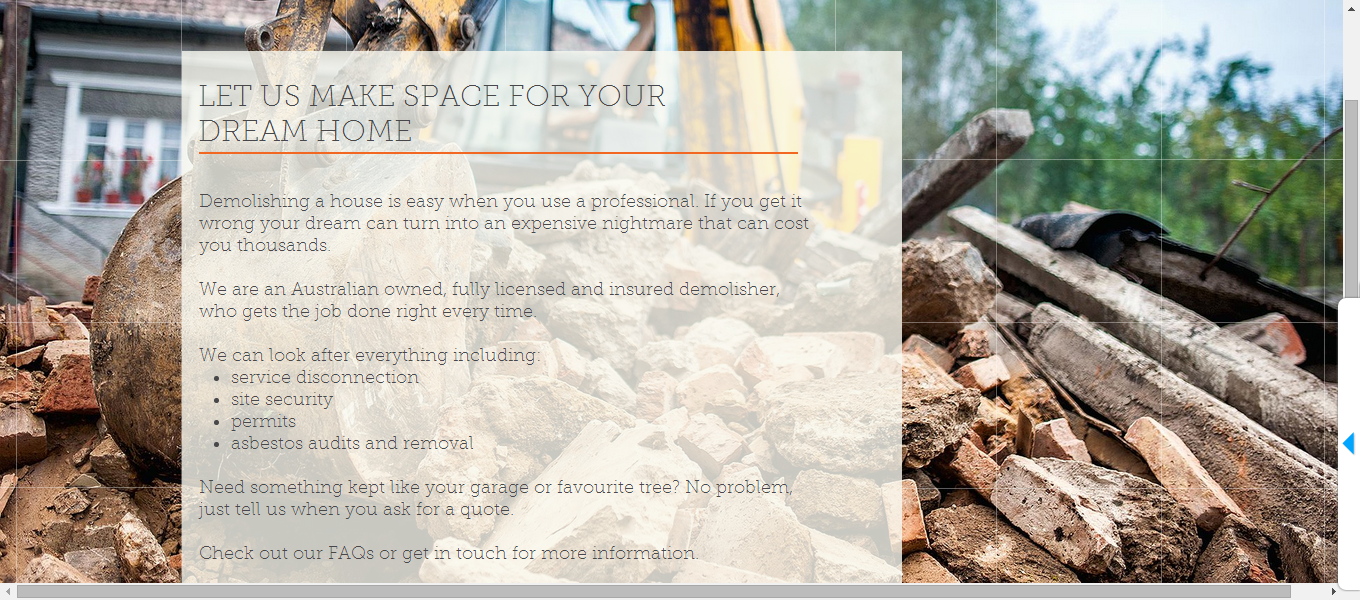 LET US MAKE SPACE FOR YOUR
DREAM HOME
Demolishing a house is easy when you use a professional. If you get it
wrong your dream can turn into an expensive nightmare that can cost
you thousands.
We are an Australian owned, fully licensed and insured demolisher,
who gets the job done right every time.
We can look after everything including:
• service disconnection
• site security
• permits
• asbestos audits and removal
Need something kept like your garage or favourite tree? No problem,
just tell us when you ask for a quote.
Check out our FAQs or get in touch for more information.